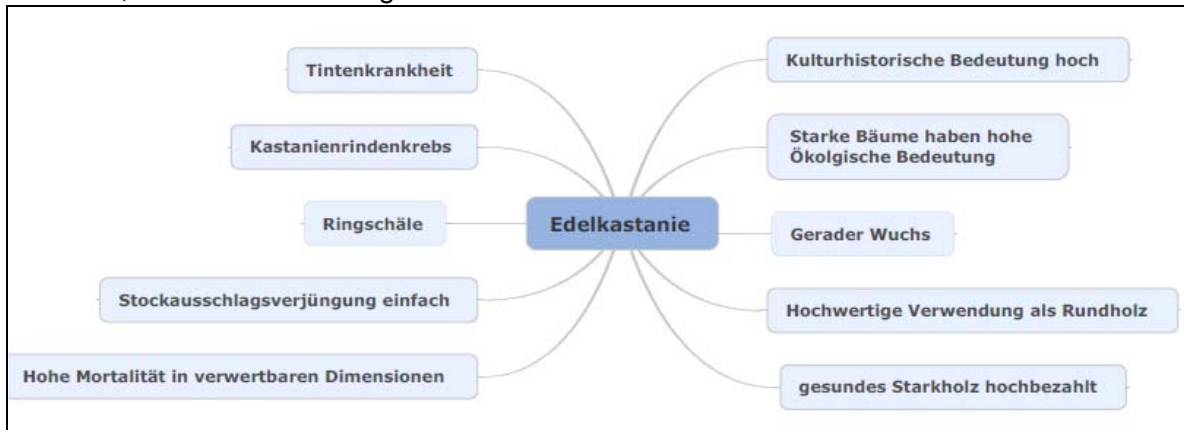 Tintenkrankheit
Kastanienrindenkrebs
Ringschäle
Stockausschlagsverjüngung einfach
Hohe Mortalität in verwertbaren Dimensionen
Edelkastanie
Kulturhistorische Bedeutung hoch
Starke Bäume haben hohe
Ökolgische Bedeutung
Gerader Wuchs
Hochwertige Verwendung als Rundholz
gesundes Starkholz hochbezahlt